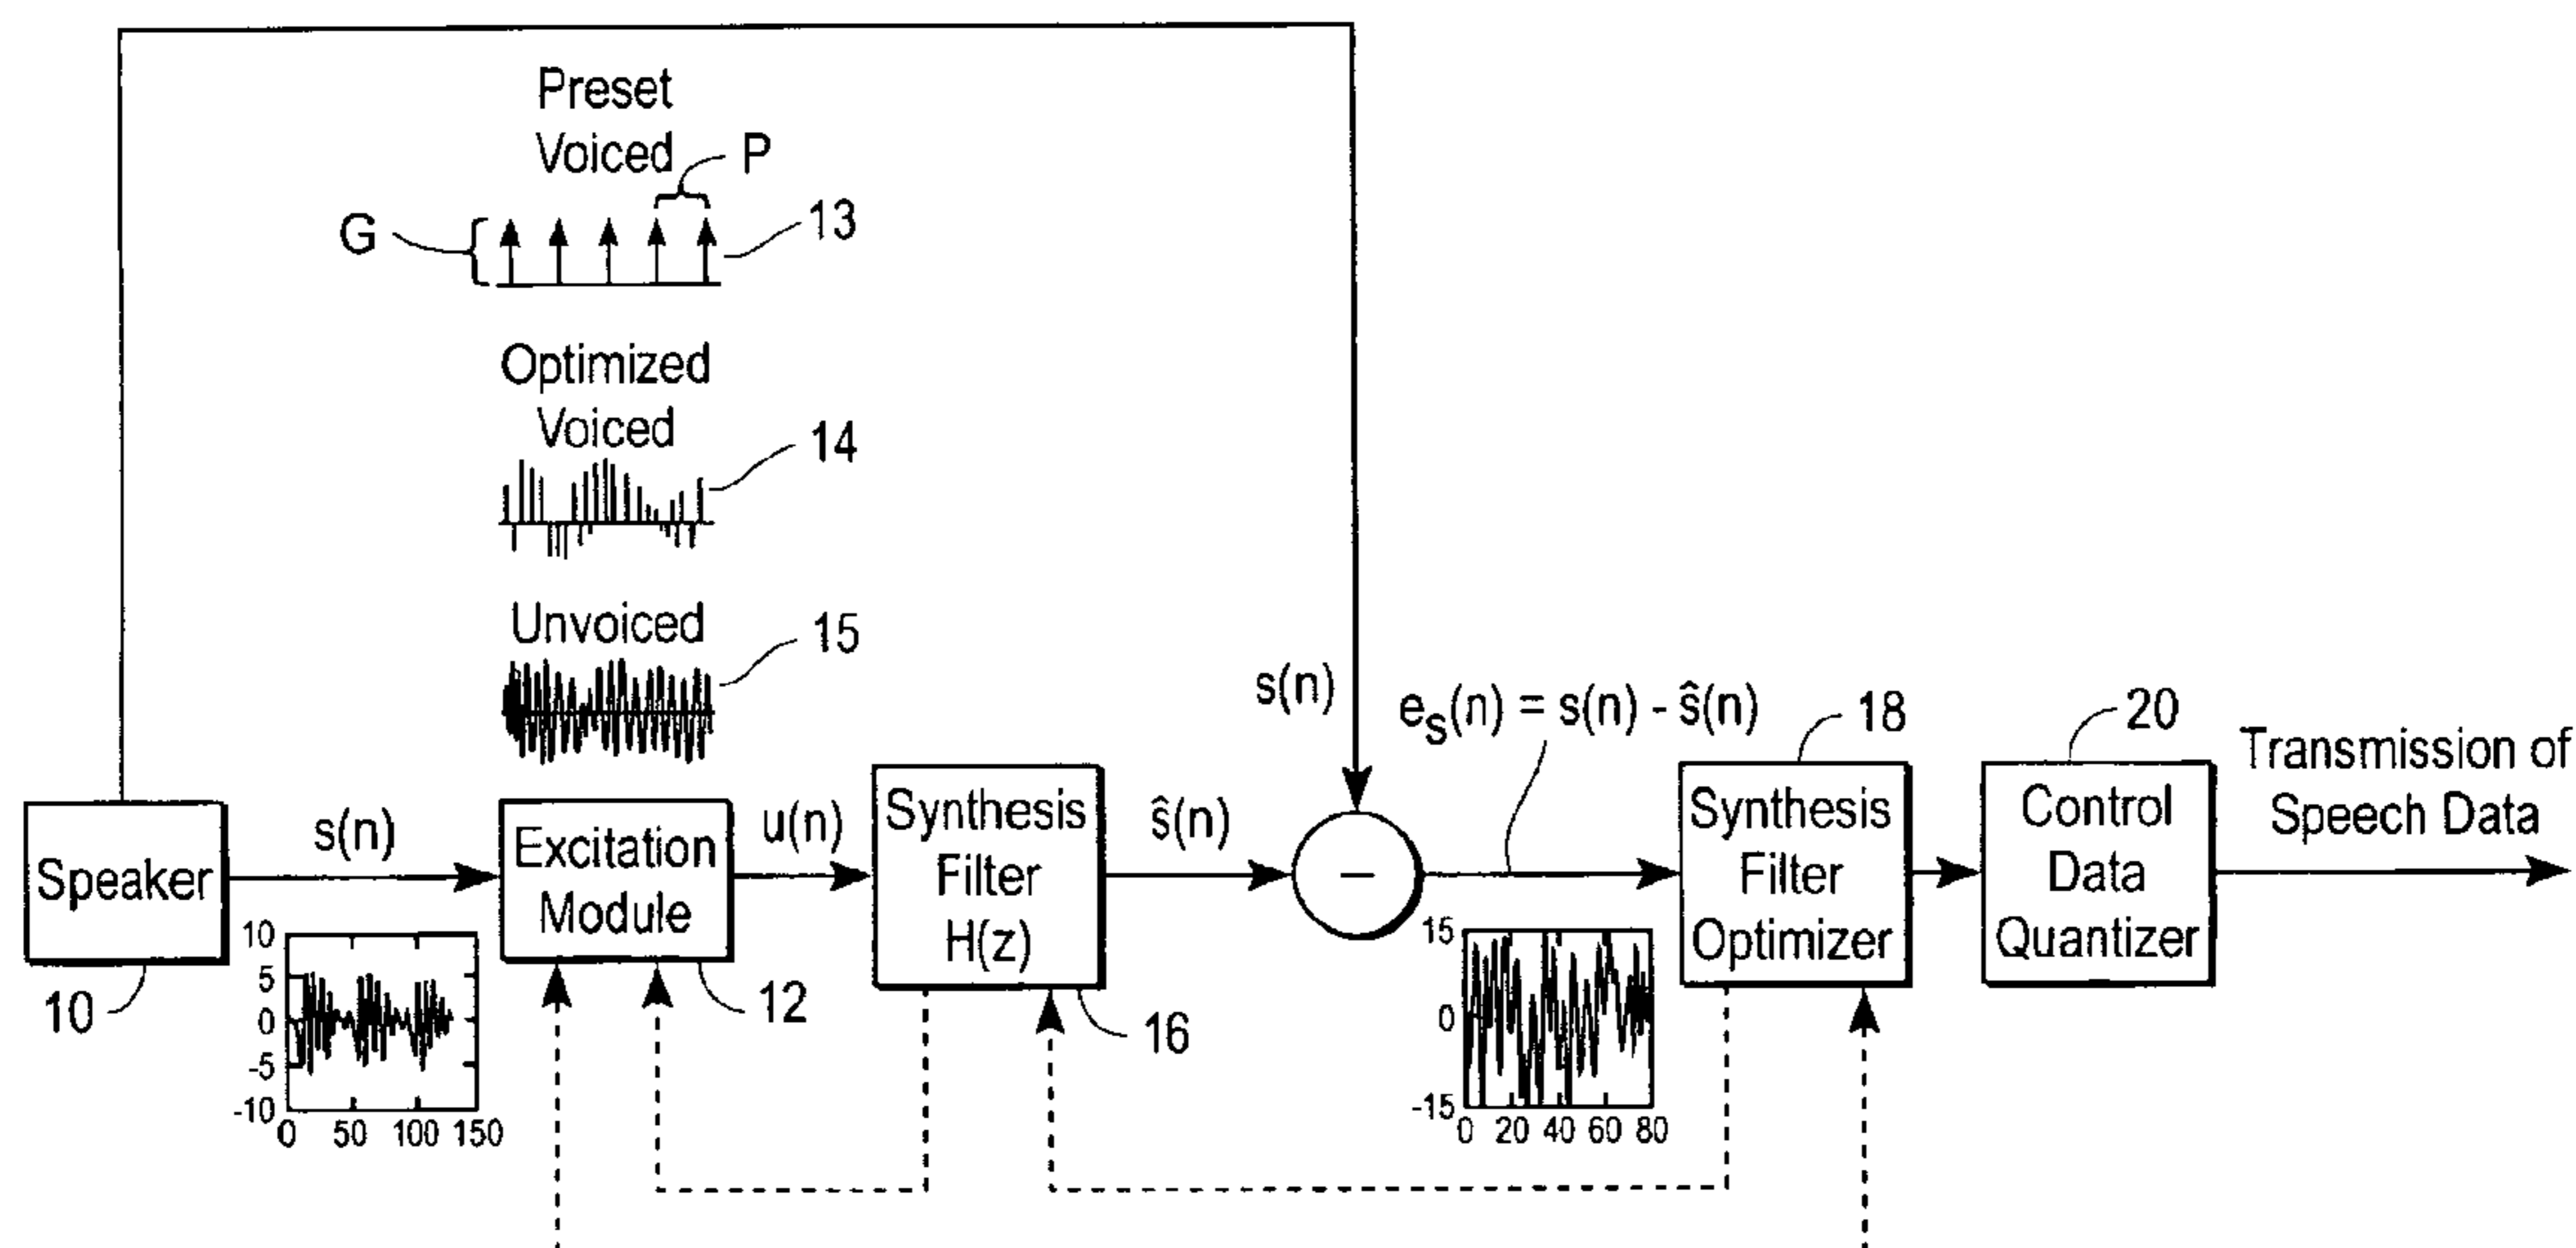 Preset
Voiced
P
G
13
Optimized
Voiced
14
Unvoiced
15
s(n)
e_s(n) = s(n) - ŝ(n)
18
20
Transmission of
Speech Data
Speaker
10
s(n)
Excitation
Module
12
u(n)
Synthesis
Filter
H(z)
16
ŝ(n)
−
Synthesis
Filter
Optimizer
Control
Data
Quantizer
10
5
0
-5
-10
0 50 100 150
15
0
-15
0 20 40 60 80